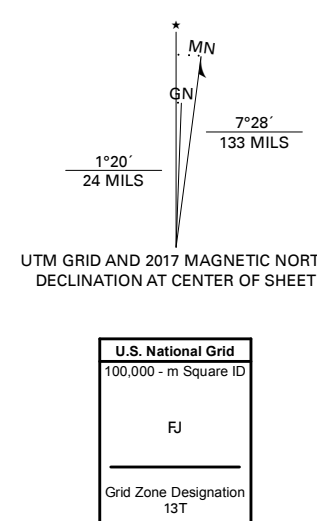 ★
MN
GN
7°28´
133 MILS
1°20´
24 MILS
UTM GRID AND 2017 MAGNETIC NORT
DECLINATION AT CENTER OF SHEET
U.S. National Grid
100,000 - m Square ID
FJ
Grid Zone Designation
13T